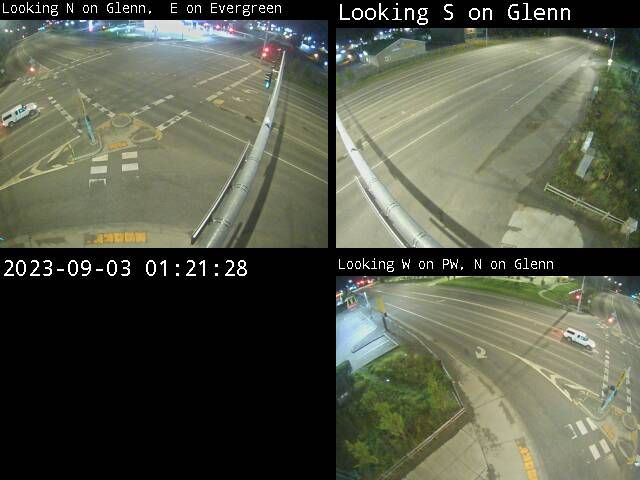 Looking N on Glenn,  E on Evergreen
Looking S on Glenn
2023-09-03 01:21:28
Looking W on PW, N on Glenn